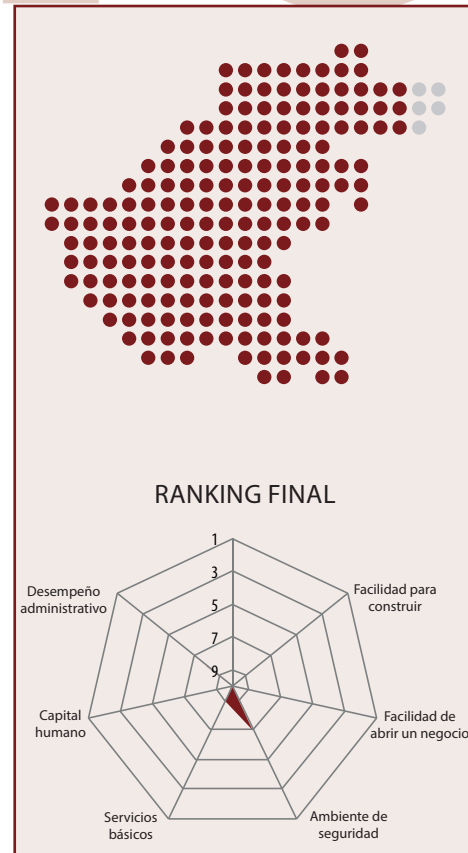 RANKING FINAL
1
3
5
7
9
Desempeño
administrativo
Facilidad para
construir
Capital
humano
Facilidad de
abrir un negocio
Servicios
básicos
Ambiente de
seguridad